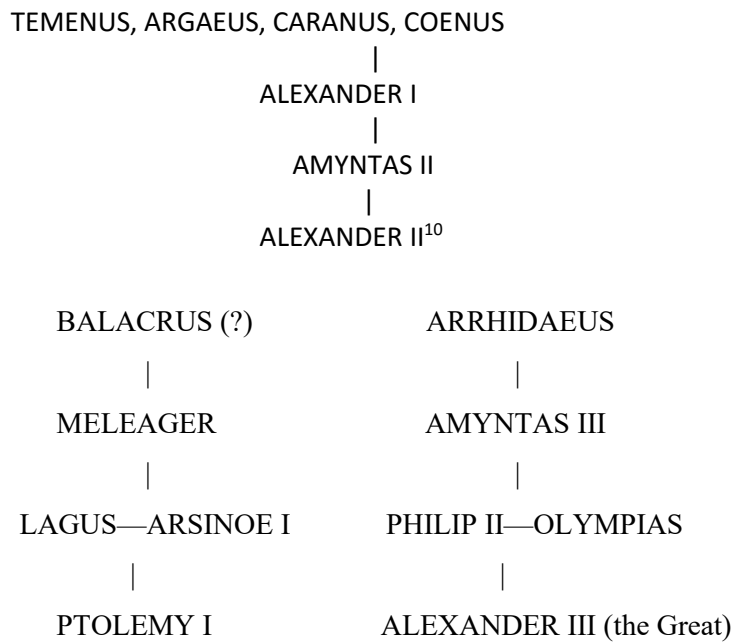 TEMENUS, ARGAEUS, CARANUS, COENUS
|
ALEXANDER I
|
AMYNTAS II
|
ALEXANDER II¹⁰
BALACRUS (?) ARRHIDAEUS
| |
MELEAGER AMYNTAS III
| |
LAGUS—ARSINOE I PHILIP II—OLYMPIAS
| |
PTOLEMY I ALEXANDER III (the Great)